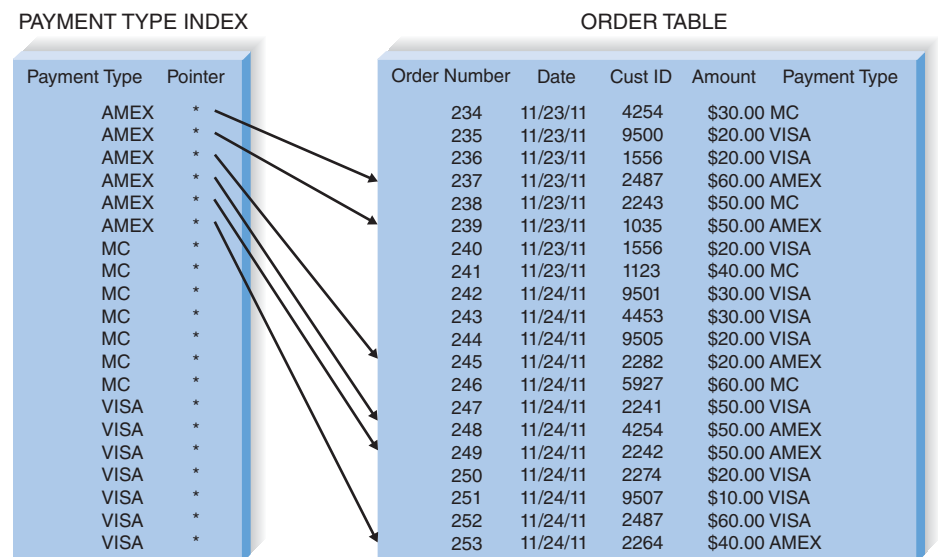 PAYMENT TYPE INDEX
Payment Type Pointer
AMEX *
AMEX *
AMEX *
AMEX *
AMEX *
AMEX *
MC *
MC *
MC *
MC *
MC *
MC *
MC *
VISA *
VISA *
VISA *
VISA *
VISA *
VISA *
VISA *
ORDER TABLE
Order Number Date Cust ID Amount Payment Type
234 11/23/11 4254 $30.00 MC
235 11/23/11 9500 $20.00 VISA
236 11/23/11 1556 $20.00 VISA
237 11/23/11 2487 $60.00 AMEX
238 11/23/11 2243 $50.00 MC
239 11/23/11 1035 $50.00 AMEX
240 11/23/11 1556 $20.00 VISA
241 11/23/11 1123 $40.00 MC
242 11/24/11 9501 $30.00 VISA
243 11/24/11 4453 $30.00 VISA
244 11/24/11 9505 $20.00 VISA
245 11/24/11 2282 $20.00 AMEX
246 11/24/11 5927 $60.00 MC
247 11/24/11 2241 $50.00 VISA
248 11/24/11 4254 $50.00 AMEX
249 11/24/11 2242 $50.00 AMEX
250 11/24/11 2274 $20.00 VISA
251 11/24/11 9507 $10.00 VISA
252 11/24/11 2487 $60.00 VISA
253 11/24/11 2264 $40.00 AMEX